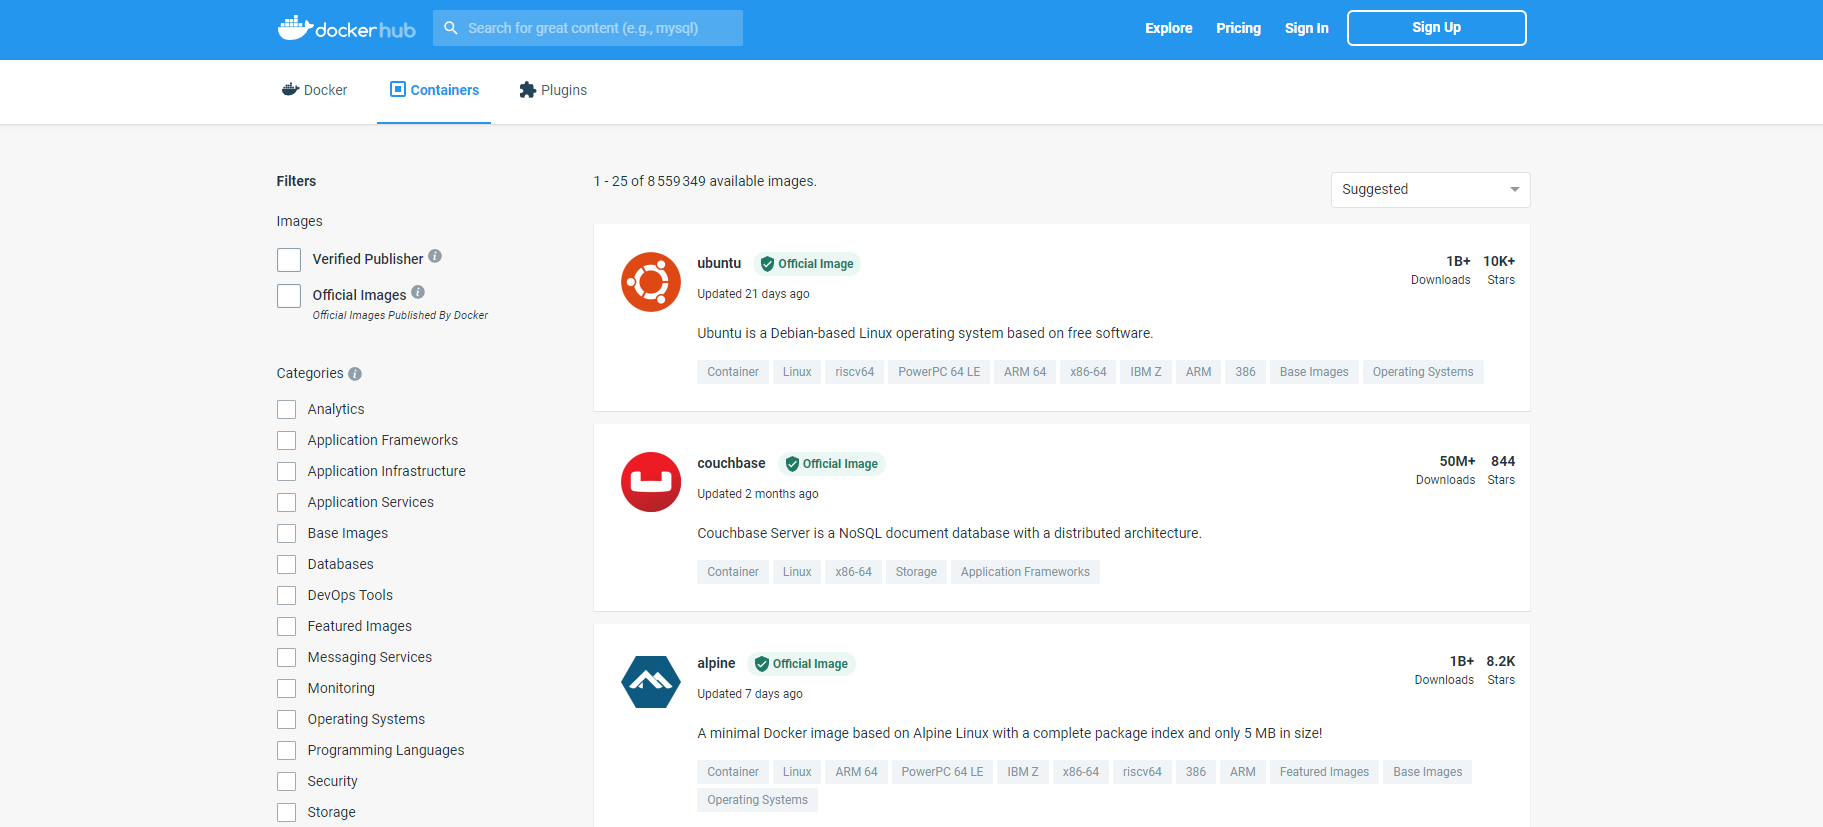 docker hub
Search for great content (e.g., mysql)
Explore
Pricing
Sign In
Sign Up
Docker
Containers
Plugins
Filters
Images
Verified Publisher
Official Images
Official Images Published By Docker
Categories
Analytics
Application Frameworks
Application Infrastructure
Application Services
Base Images
Databases
DevOps Tools
Featured Images
Messaging Services
Monitoring
Operating Systems
Programming Languages
Security
Storage
1 - 25 of 8 559 349 available images.
Suggested
ubuntu
Official Image
1B+
10K+
Downloads
Stars
Updated 21 days ago
Ubuntu is a Debian-based Linux operating system based on free software.
Container Linux riscv64 PowerPC 64 LE ARM 64 x86-64 IBM Z ARM 386 Base Images Operating Systems
couchbase
Official Image
50M+
844
Downloads
Stars
Updated 2 months ago
Couchbase Server is a NoSQL document database with a distributed architecture.
Container Linux x86-64 Storage Application Frameworks
alpine
Official Image
1B+
8.2K
Downloads
Stars
Updated 7 days ago
A minimal Docker image based on Alpine Linux with a complete package index and only 5 MB in size!
Container Linux ARM 64 PowerPC 64 LE IBM Z x86-64 riscv64 386 ARM Featured Images Base Images
Operating Systems